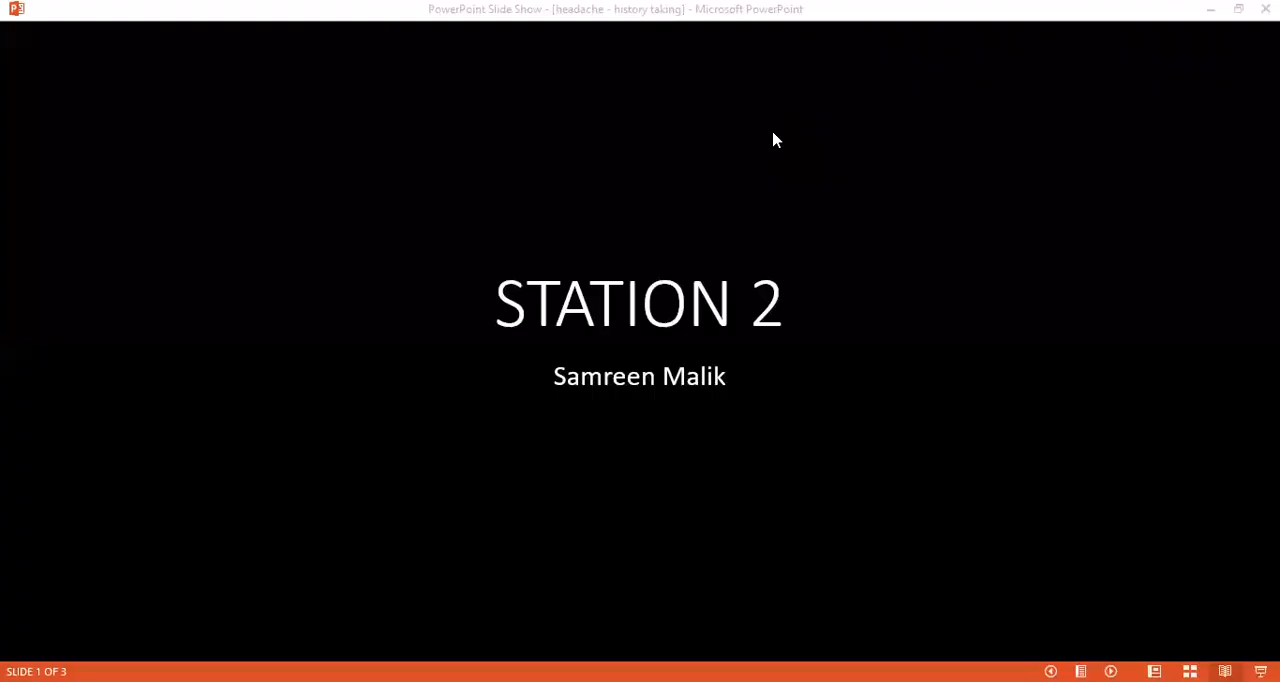 PowerPoint Slide Show - [headache - history taking] - Microsoft PowerPoint
STATION 2
Samreen Malik
SLIDE 1 OF 3